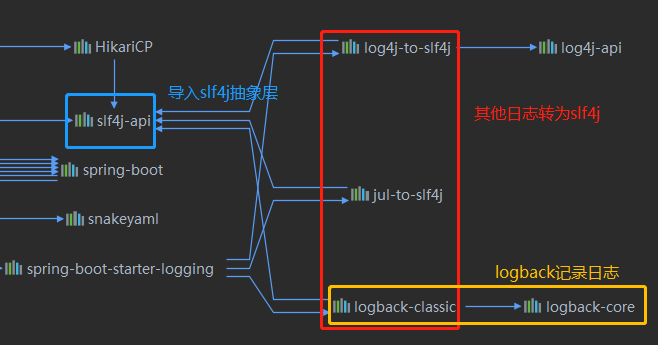 HikariCP
log4j-to-slf4j
log4j-api
导入slf4j抽象层
slf4j-api
其他日志转为slf4j
spring-boot
jul-to-slf4j
snakeyaml
spring-boot-starter-logging
logback记录日志
logback-classic
logback-core